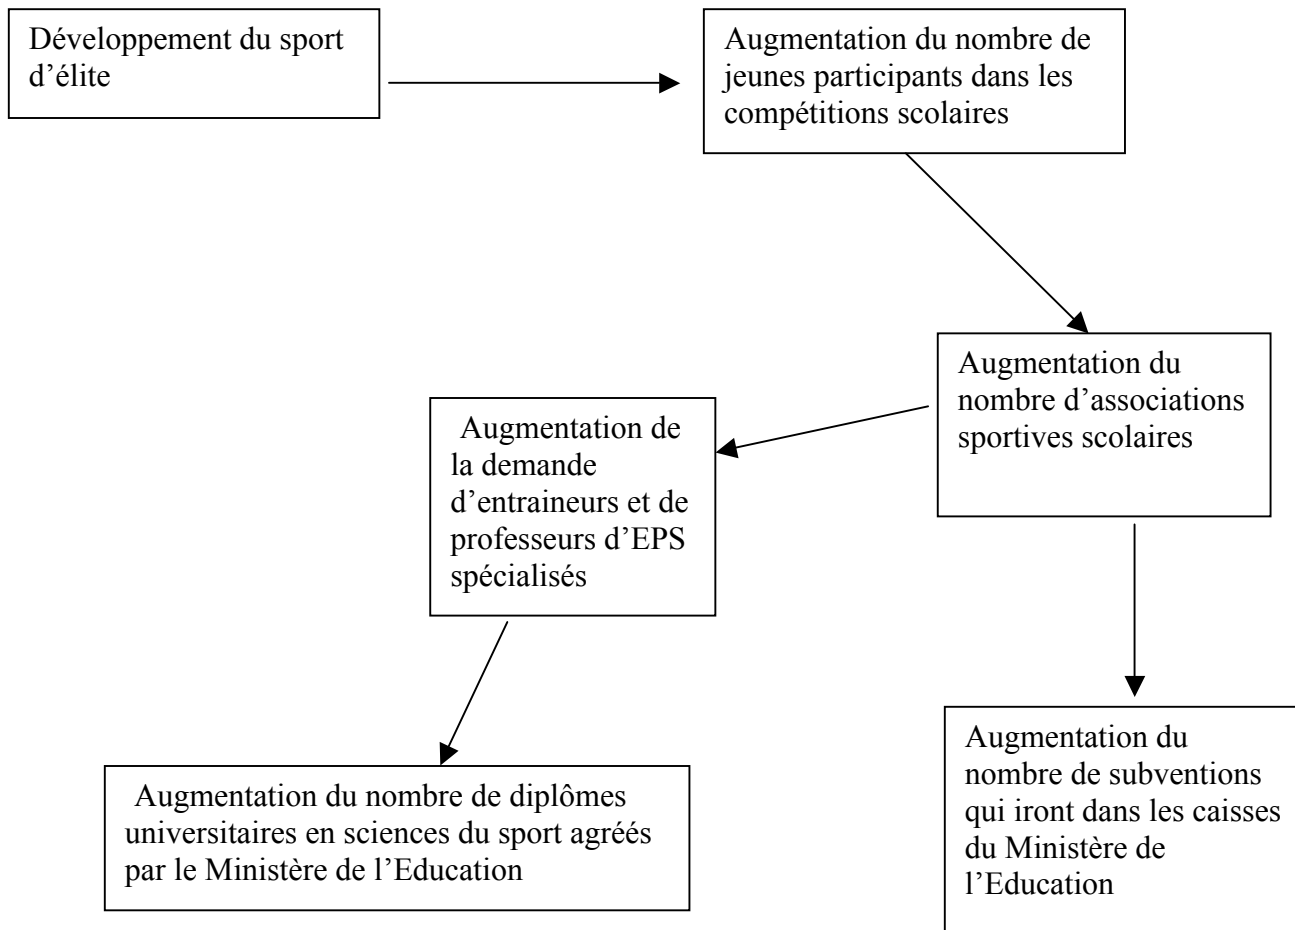 Développement du sport
d’élite
Augmentation du nombre de
jeunes participants dans les
compétitions scolaires
Augmentation du
nombre d’associations
sportives scolaires
Augmentation de
la demande
d’entraineurs et de
professeurs d’EPS
spécialisés
Augmentation du nombre de diplômes
universitaires en sciences du sport agréés
par le Ministère de l’Education
Augmentation du
nombre de subventions
qui iront dans les caisses
du Ministère de
l’Education